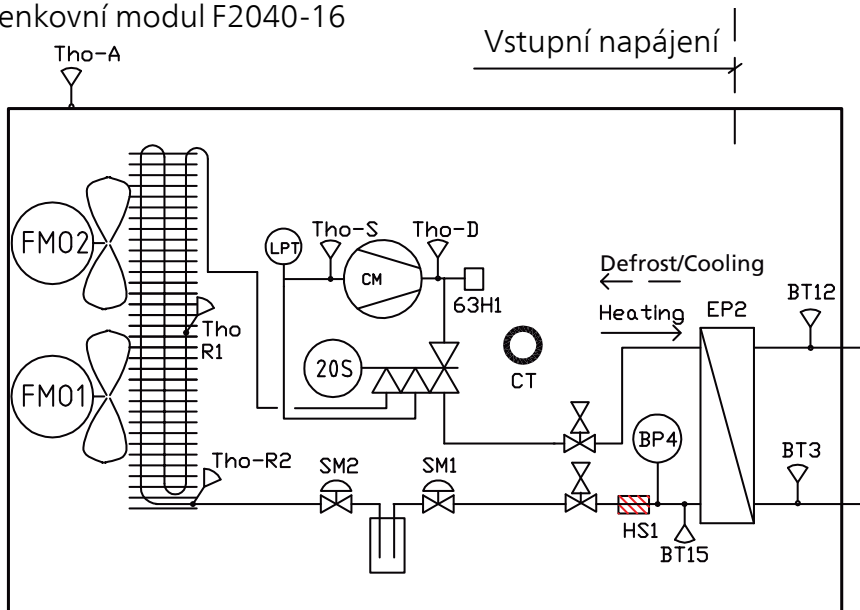 enkovní modul F2040-16
Vstupní napájení
Tho-A
Tho-S
Tho-D
LPT
CM
63H1
FM02
Defrost/Cooling
Heating
EP2
BT12
Tho
R1
20S
CT
FM01
BP4
BT3
Tho-R2
SM2
SM1
HS1
BT15